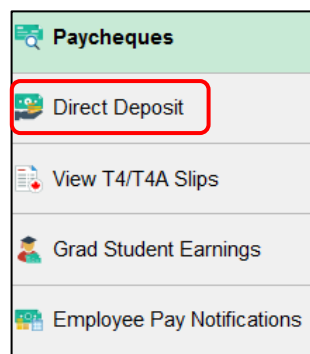 Paycheques
Direct Deposit
View T4/T4A Slips
Grad Student Earnings
Employee Pay Notifications